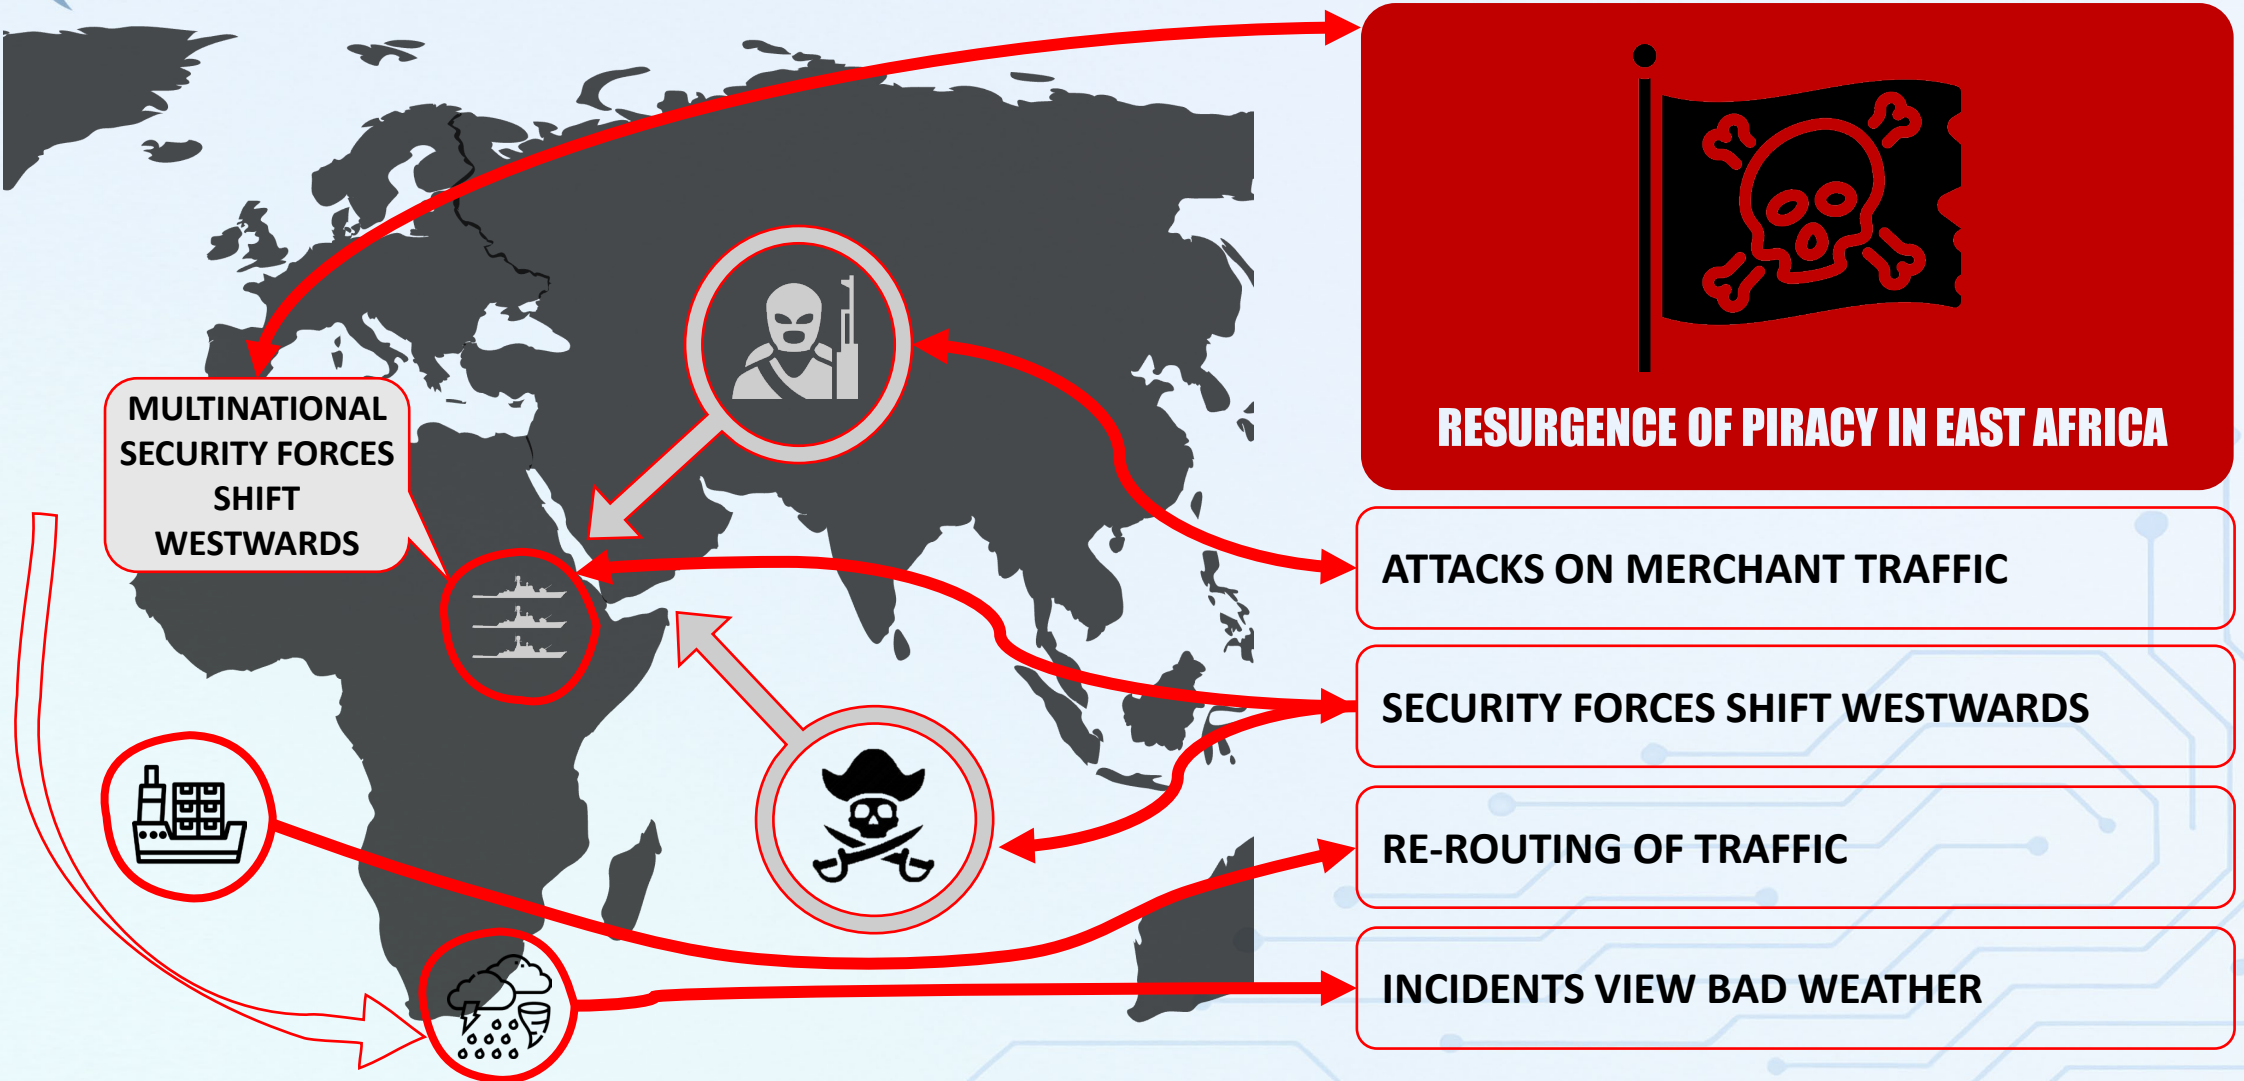 RESURGENCE OF PIRACY IN EAST AFRICA
MULTINATIONAL
SECURITY FORCES
SHIFT
WESTWARDS
ATTACKS ON MERCHANT TRAFFIC
SECURITY FORCES SHIFT WESTWARDS
RE-ROUTING OF TRAFFIC
INCIDENTS VIEW BAD WEATHER